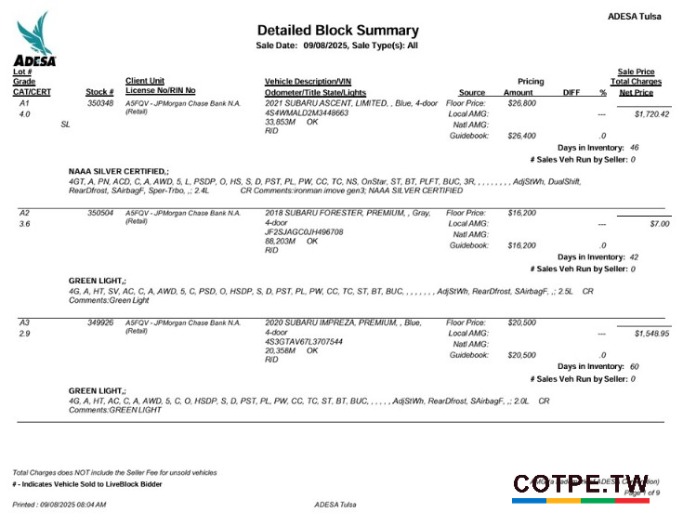 ADESA Tulsa
ADESA
Detailed Block Summary
Sale Date: 09/08/2025, Sale Type(s): All
Lot #
Grade
CAT/CERT
Stock #
Client Unit
License No/RIN No
Vehicle Description/VIN
Odometer/Title State/Lights
Source
Pricing
Amount
DIFF
%
Sale Price
Total Charges
Net Price
A1 350348 A5FQV - JPMorgan Chase Bank N.A. 2021 SUBARU ASCENT, LIMITED, , Blue, 4-door Floor Price: $26,800
4.0 (Retail) 4S4WMALD2M3448663 Local AMG: --- $1,720.42
SL 33,853M OK Natl AMG:
RID Guidebook: $26,400 .0
Days in Inventory: 46
# Sales Veh Run by Seller: 0
NAAA SILVER CERTIFIED,;
4GT, A, PN, ACD, C, A, AWD, 5, L, PSDP, O, HS, S, D, PST, PL, PW, CC, TC, NS, OnStar, ST, BT, PLFT, BUC, 3R, , , , , , , , , AdjStWh, DualShift,
RearDfrost, SAirbagF, Sper-Trbo, ,; 2.4L CR Comments:ironman imove gen3; NAAA SILVER CERTIFIED
A2 350504 A5FQV - JPMorgan Chase Bank N.A. 2018 SUBARU FORESTER, PREMIUM, , Gray, Floor Price: $16,200
3.6 (Retail) 4-door Local AMG: --- $7.00
JF2SJAGC0JH496708 Natl AMG:
88,203M OK Guidebook: $16,200 .0
RID Days in Inventory: 42
# Sales Veh Run by Seller: 0
GREEN LIGHT,;
4G, A, HT, SV, AC, C, A, AWD, 5, C, PSD, O, HSDP, S, D, PST, PL, PW, CC, TC, ST, BT, BUC, , , , , , , AdjStWh, RearDfrost, SAirbagF, ,; 2.5L CR
Comments:Green Light
A3 349926 A5FQV - JPMorgan Chase Bank N.A. 2020 SUBARU IMPREZA, PREMIUM, , Blue, Floor Price: $20,500
2.9 (Retail) 4-door Local AMG: --- $1,548.95
4S3GTAV67L3707544 Natl AMG:
20,358M OK Guidebook: $20,500 .0
RID Days in Inventory: 60
# Sales Veh Run by Seller: 0
GREEN LIGHT,;
4G, A, HT, AC, C, A, AWD, 5, C, O, HSDP, S, D, PST, PL, PW, CC, TC, ST, BT, BUC, , , , , , AdjStWh, RearDfrost, SAirbagF, ,; 2.0L CR
Comments:GREEN LIGHT
Total Charges does NOT include the Seller Fee for unsold vehicles
# - Indicates Vehicle Sold to LiveBlock Bidder
COTPE.TW
Page 1 of 9
Printed : 09/08/2025 08:04 AM
ADESA Tulsa